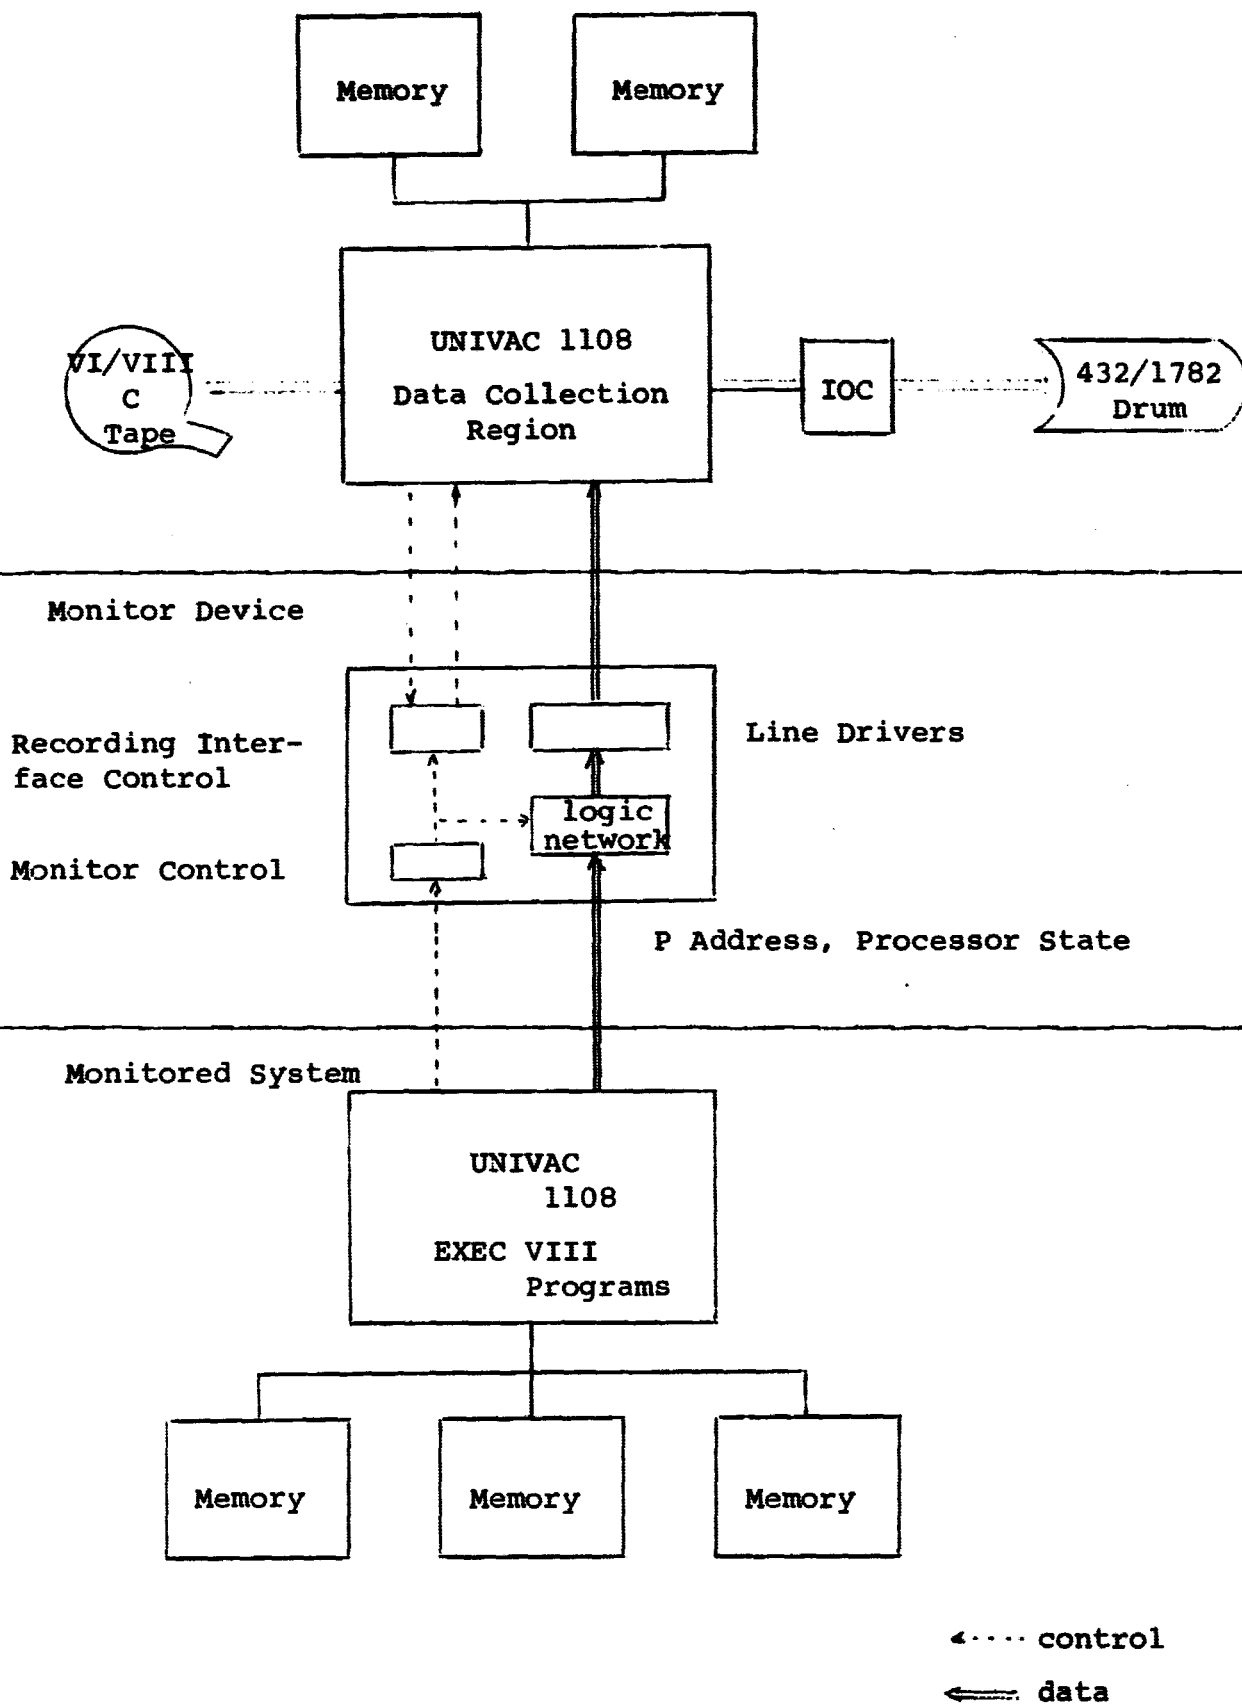 Memory
Memory
UNIVAC 1108
Data Collection
Region
VI/VIII
C
Tape
IOC
432/1782
Drum
Monitor Device
Recording Inter-
face Control
Line Drivers
logic
network
Monitor Control
P Address, Processor State
Monitored System
UNIVAC
1108
EXEC VIII
Programs
Memory
Memory
Memory
control
data